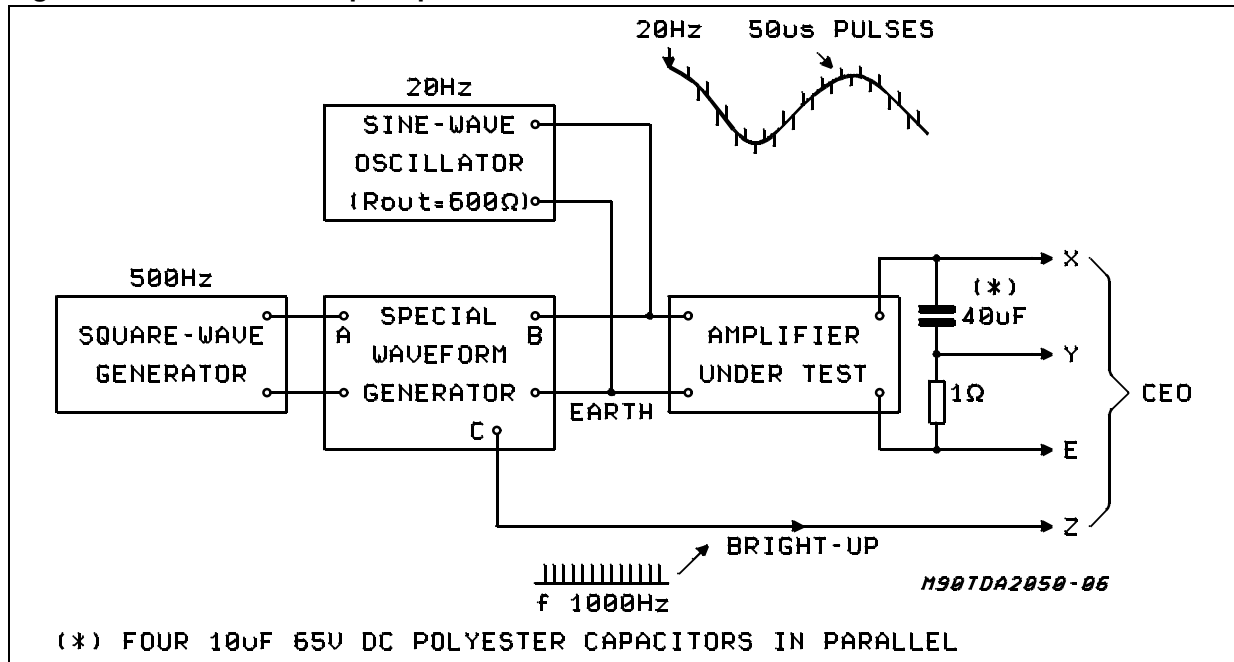 20Hz 50us PULSES
20Hz
SINE-WAVE
OSCILLATOR
(Rout=600Ω)
500Hz
SQUARE-WAVE
GENERATOR
A
SPECIAL
WAVEFORM
GENERATOR
B
C
EARTH
AMPLIFIER
UNDER TEST
X
(*)
40uF
Y
1Ω
CEO
E
Z
BRIGHT-UP
f 1000Hz
M90TDA2050-06
(*) FOUR 10uF 65V DC POLYESTER CAPACITORS IN PARALLEL